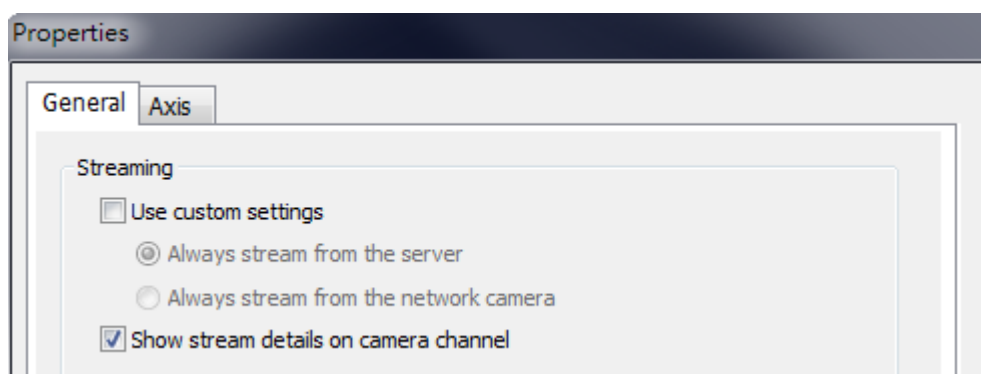 Properties
General Axis
Streaming
Use custom settings
Always stream from the server
Always stream from the network camera
Show stream details on camera channel